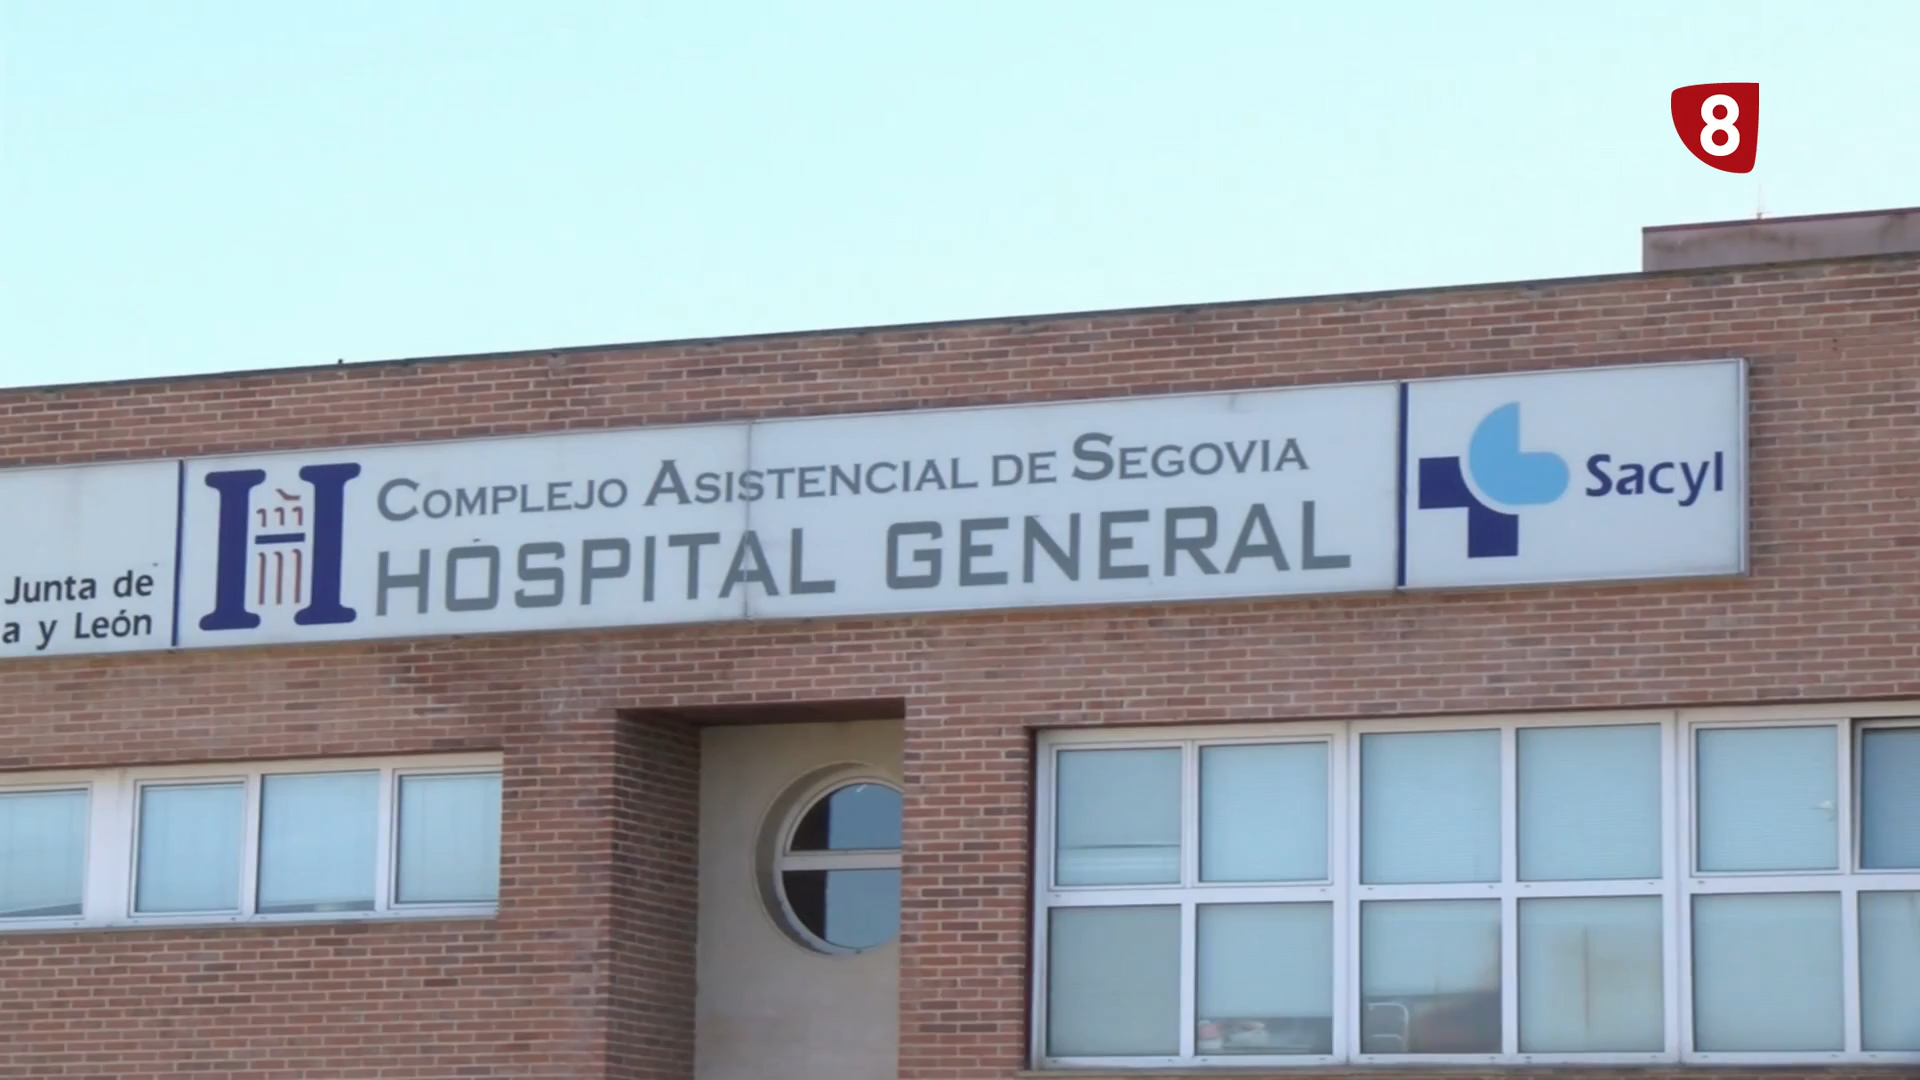 8
COMPLEJO ASISTENCIAL DE SEGOVIA
HOSPITAL GENERAL
Sacyl
Junta de
a y León